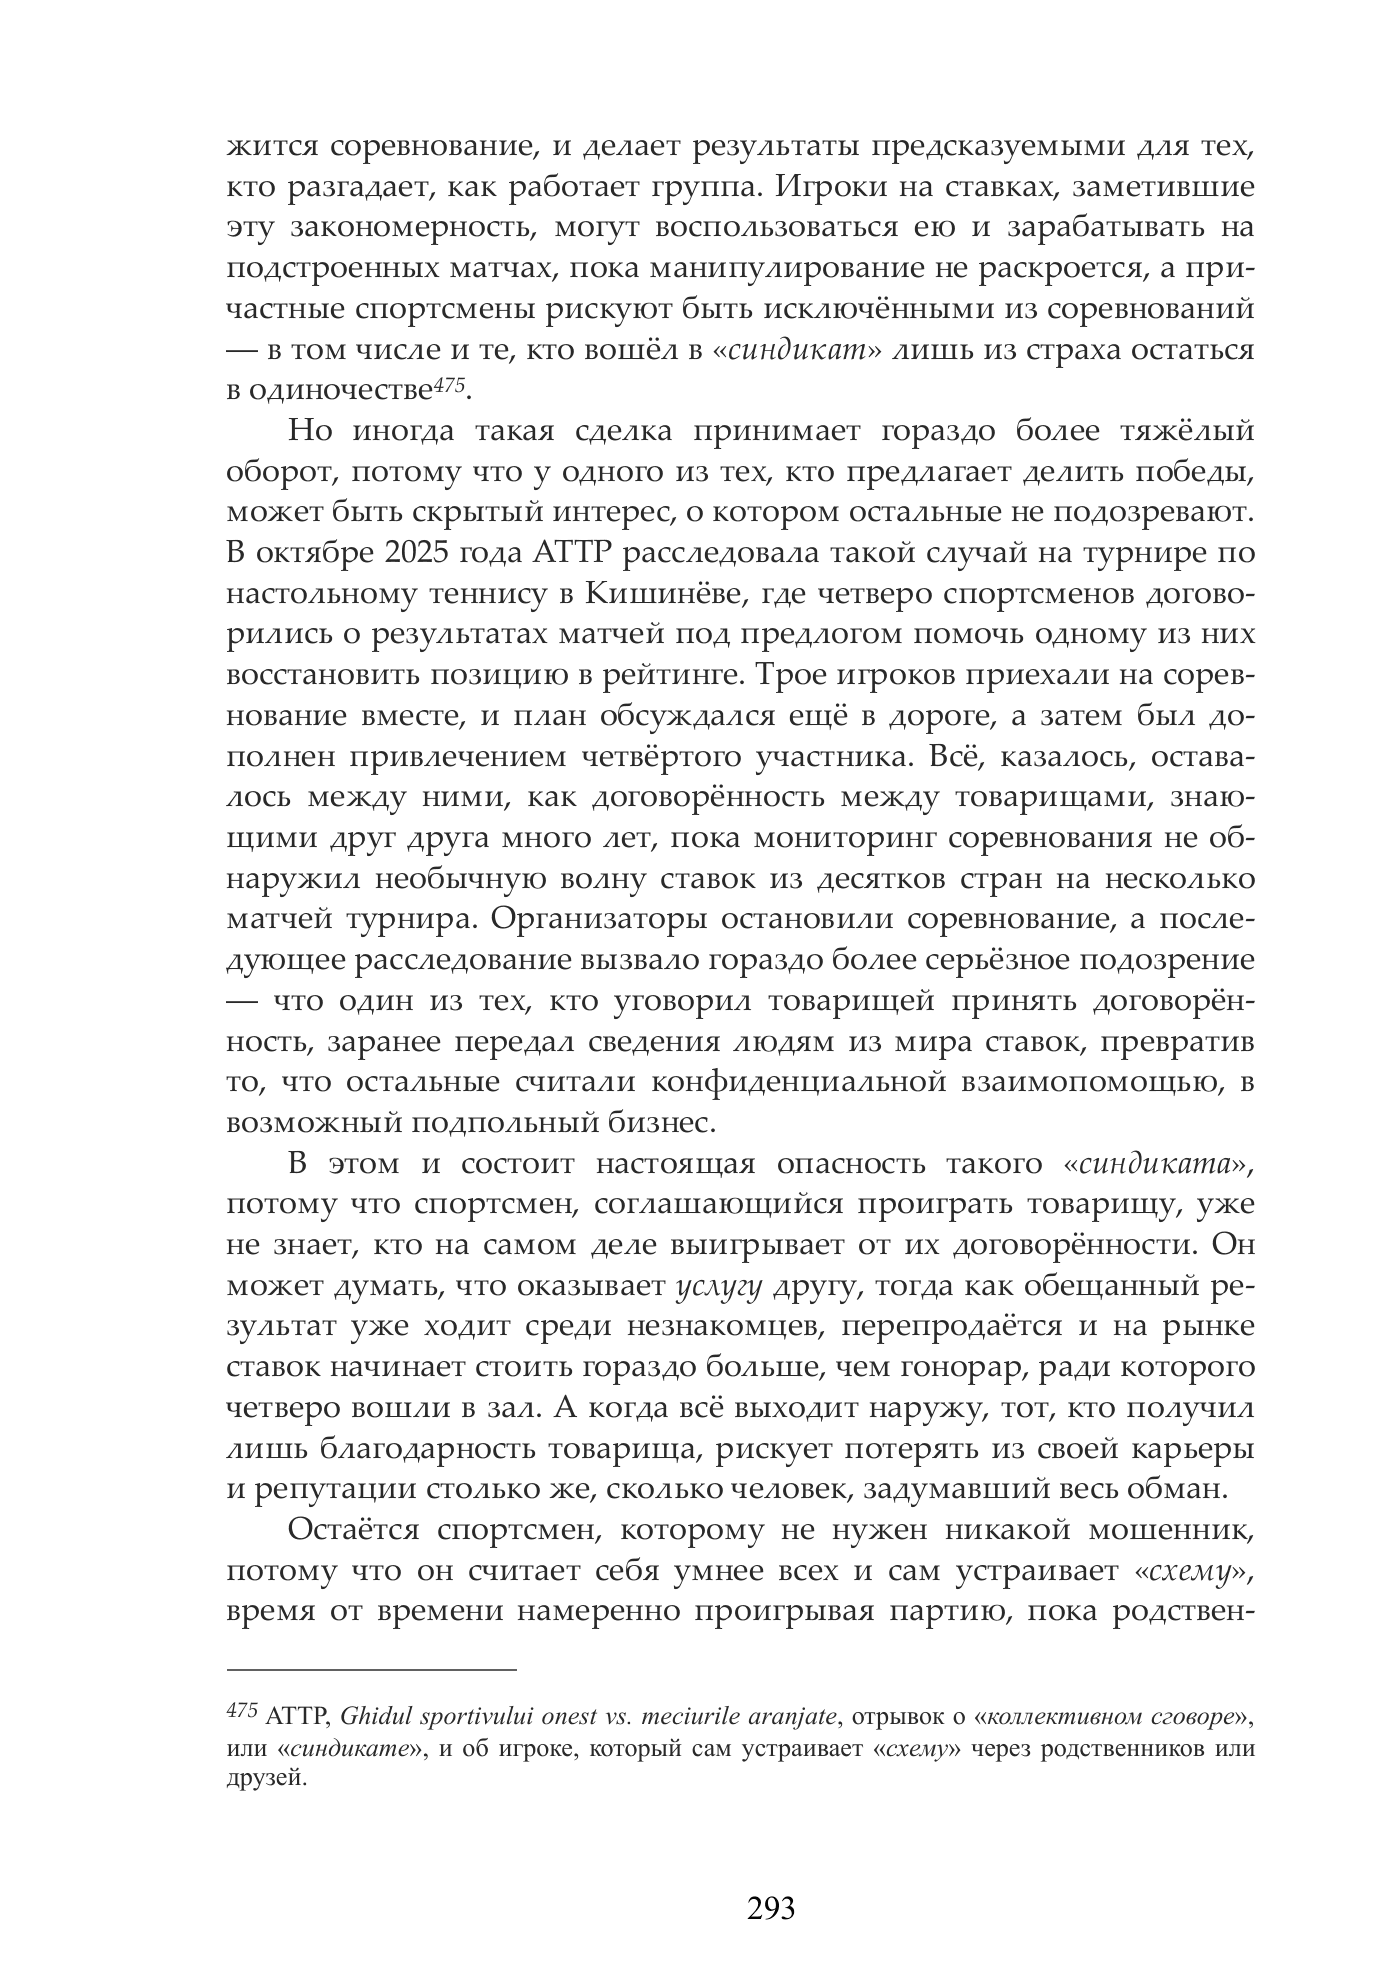 жится соревнование, и делает результаты предсказуемыми для тех,
кто разгадает, как работает группа. Игроки на ставках, заметившие
эту закономерность, могут воспользоваться ею и зарабатывать на
подстроенных матчах, пока манипулирование не раскроется, а при-
частные спортсмены рискуют быть исключёнными из соревнований
— в том числе и те, кто вошёл в «синдикат» лишь из страха остаться
в одиночестве475.
Но иногда такая сделка принимает гораздо более тяжёлый
оборот, потому что у одного из тех, кто предлагает делить победы,
может быть скрытый интерес, о котором остальные не подозревают.
В октябре 2025 года АТТР расследовала такой случай на турнире по
настольному теннису в Кишинёве, где четверо спортсменов догово-
рились о результатах матчей под предлогом помочь одному из них
восстановить позицию в рейтинге. Трое игроков приехали на сорев-
нование вместе, и план обсуждался ещё в дороге, а затем был до-
полнен привлечением четвёртого участника. Всё, казалось, остава-
лось между ними, как договорённость между товарищами, знаю-
щими друг друга много лет, пока мониторинг соревнования не об-
наружил необычную волну ставок из десятков стран на несколько
матчей турнира. Организаторы остановили соревнование, а после-
дующее расследование вызвало гораздо более серьёзное подозрение
— что один из тех, кто уговорил товарищей принять договорён-
ность, заранее передал сведения людям из мира ставок, превратив
то, что остальные считали конфиденциальной взаимопомощью, в
возможный подпольный бизнес.
В этом и состоит настоящая опасность такого «синдиката»,
потому что спортсмен, соглашающийся проиграть товарищу, уже
не знает, кто на самом деле выигрывает от их договорённости. Он
может думать, что оказывает услугу другу, тогда как обещанный ре-
зультат уже ходит среди незнакомцев, перепродаётся и на рынке
ставок начинает стоить гораздо больше, чем гонорар, ради которого
четверо вошли в зал. А когда всё выходит наружу, тот, кто получил
лишь благодарность товарища, рискует потерять из своей карьеры
и репутации столько же, сколько человек, задумавший весь обман.
Остаётся спортсмен, которому не нужен никакой мошенник,
потому что он считает себя умнее всех и сам устраивает «схему»,
время от времени намеренно проигрывая партию, пока родствен-
475 АТТР, Ghidul sportivului onest vs. meciurile aranjate, отрывок о «коллективном сговоре»,
или «синдикате», и об игроке, который сам устраивает «схему» через родственников или
друзей.
293